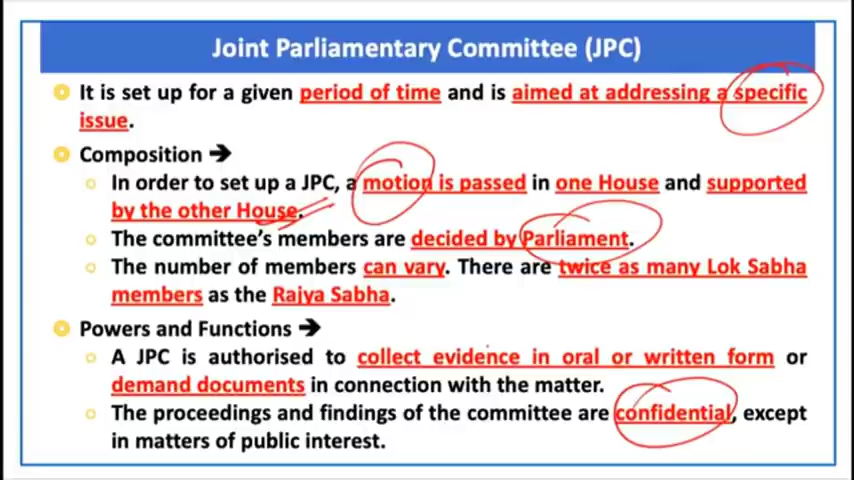 Joint Parliamentary Committee (JPC)
It is set up for a given period of time and is aimed at addressing a specific
issue.
Composition ➔
In order to set up a JPC, a motion is passed in one House and supported
by the other House.
The committee's members are decided by Parliament.
The number of members can vary. There are twice as many Lok Sabha
members as the Rajya Sabha.
Powers and Functions ➔
A JPC is authorised to collect evidence in oral or written form or
demand documents in connection with the matter.
The proceedings and findings of the committee are confidential, except
in matters of public interest.